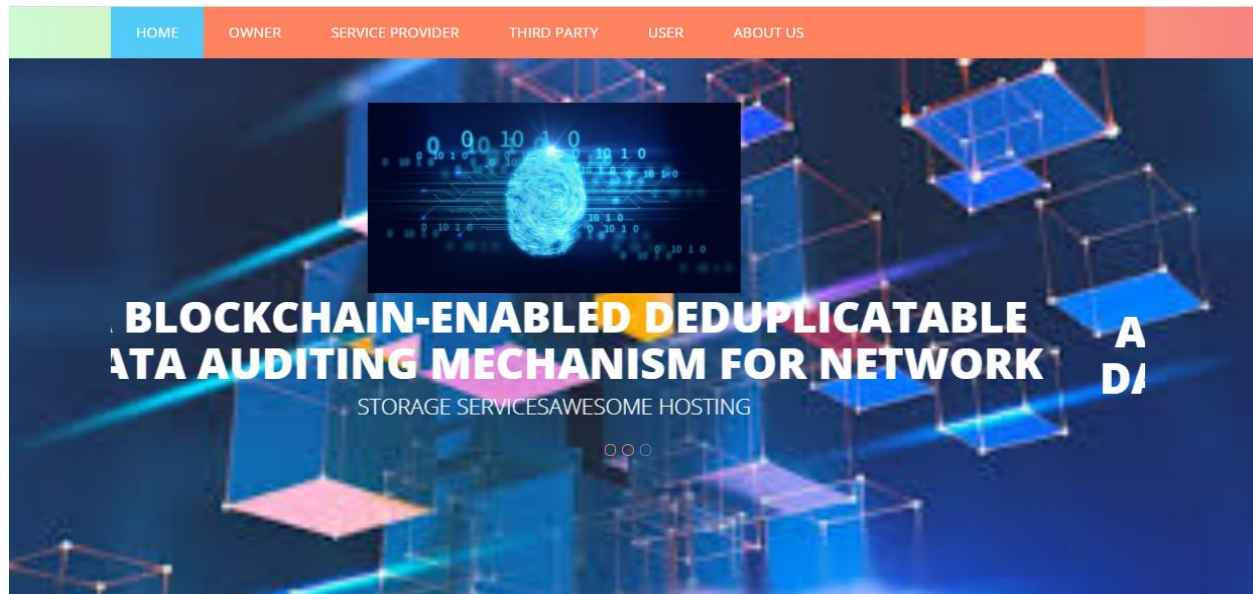 HOME OWNER SERVICE PROVIDER THIRD PARTY USER ABOUT US
BLOCKCHAIN-ENABLED DEDUPLICATABLE
ATA AUDITING MECHANISM FOR NETWORK
STORAGE SERVICESAWESOME HOSTING
A
DA